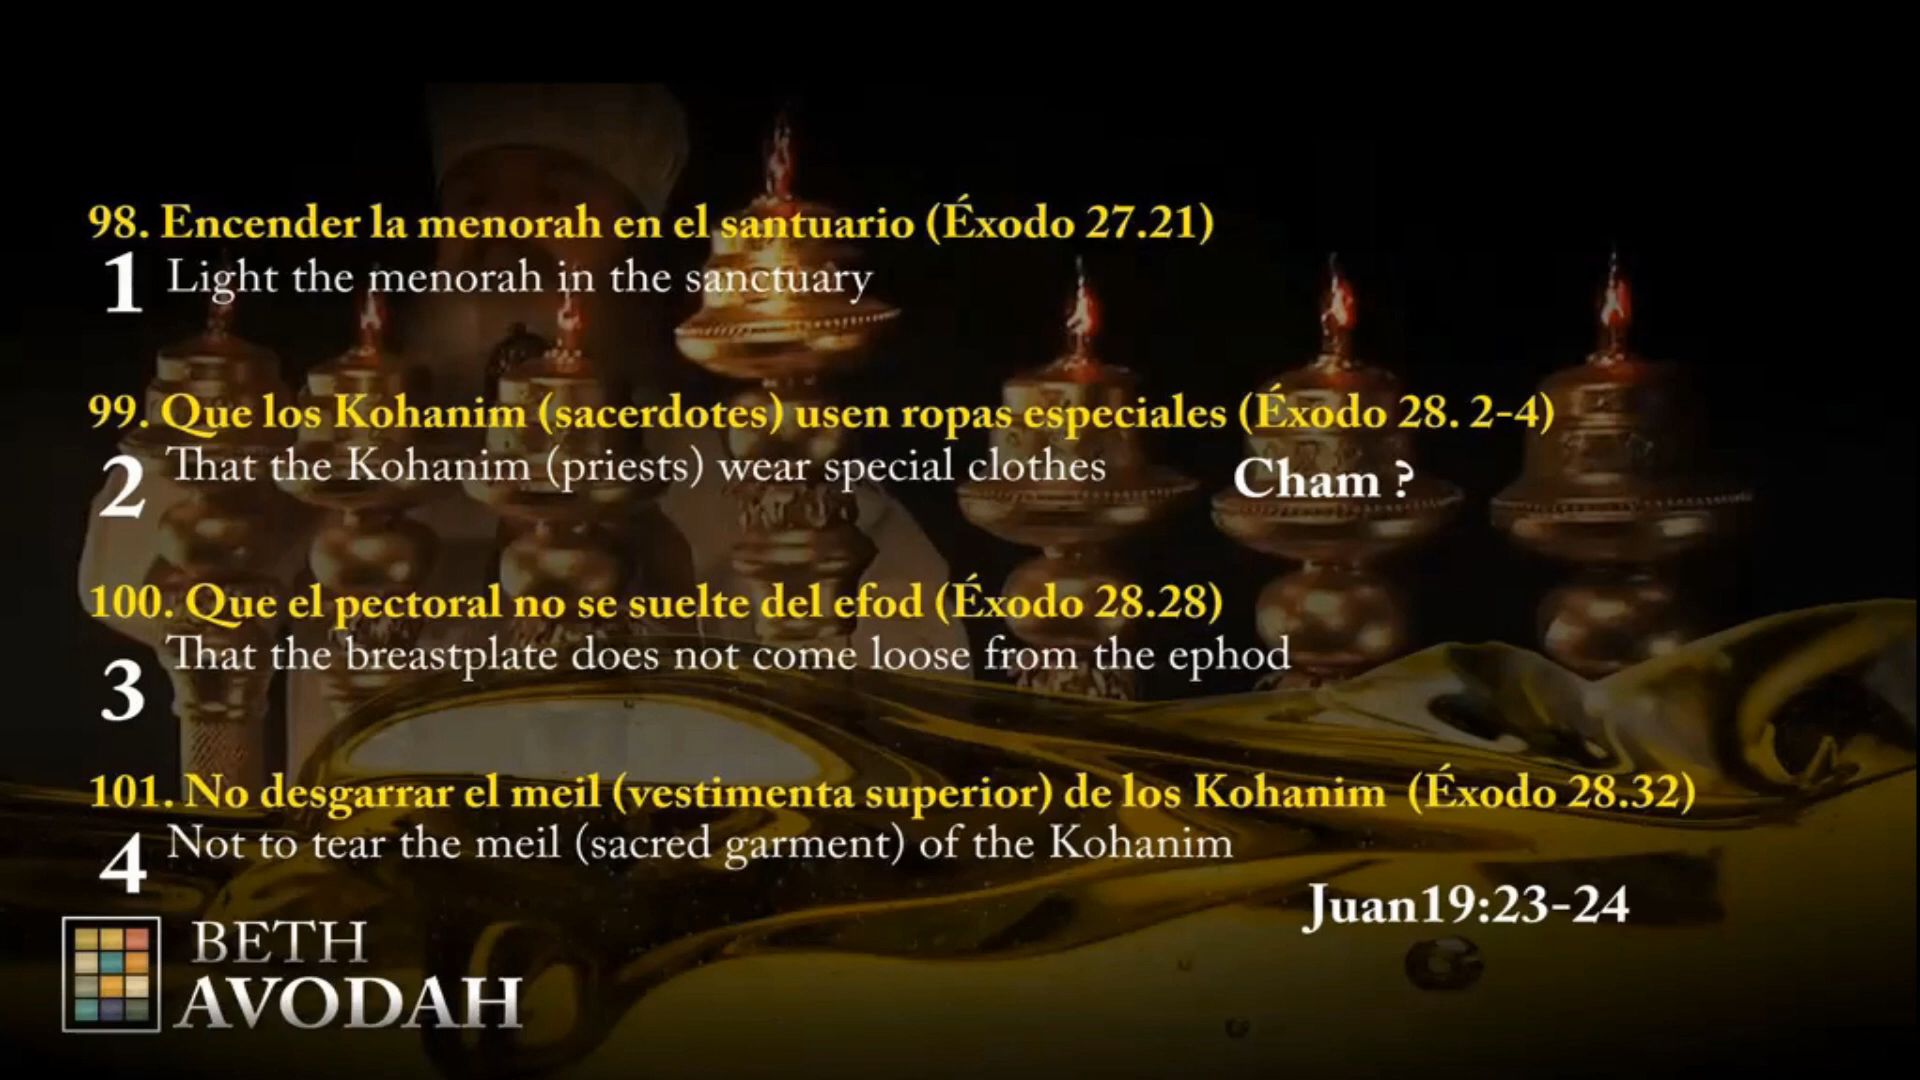 98. Encender la menorah en el santuario (Éxodo 27.21)
1 Light the menorah in the sanctuary
99. Que los Kohanim (sacerdotes) usen ropas especiales (Éxodo 28. 2-4)
2 That the Kohanim (priests) wear special clothes Cham ?
100. Que el pectoral no se suelte del efod (Éxodo 28.28)
3 That the breastplate does not come loose from the ephod
101. No desgarrar el meil (vestimenta superior) de los Kohanim (Éxodo 28.32)
4 Not to tear the meil (sacred garment) of the Kohanim
Juan19:23-24
BETH
AVODAH